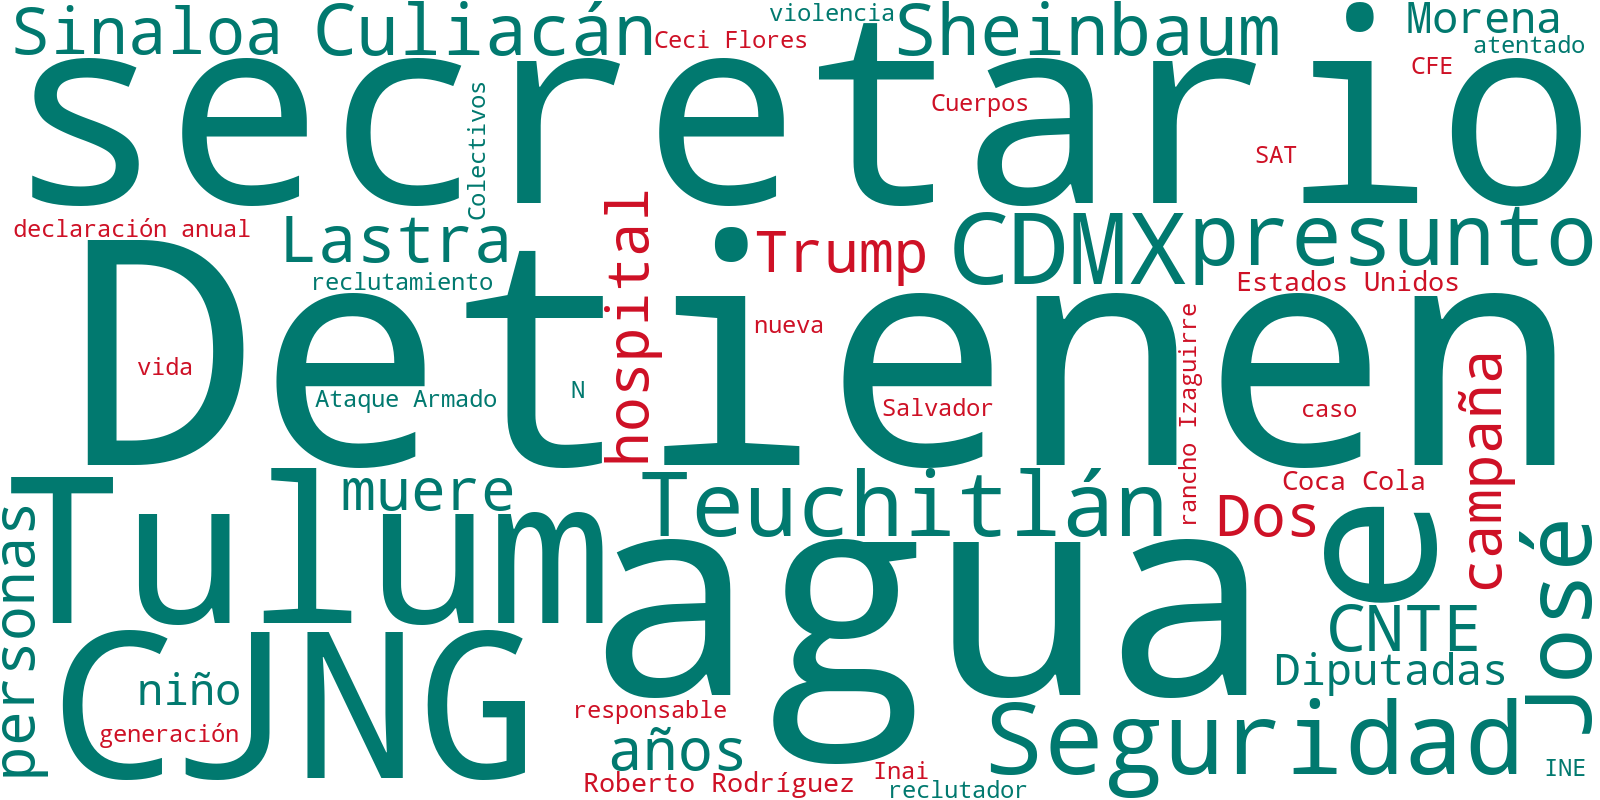 Sinaloa
Culiacán
violencia
Ceci Flores
Sheinbaum
Morena
atentado
CFE
secretario
Colectivos
Cuerpos
SAT
declaración anual
Lastra
reclutamiento
hospital
Trump
CDMX
presunto
Estados Unidos
Detienen
nueva
vida
Ataque Armado
N
Salvador
rancho Izaguirre
caso
campaña
Tulum
muere
Teuchitlán
Coca Cola
Dos
e
José
personas
agua
CNTE
Diputadas
CJNG
niño
generación
responsable
años
Seguridad
Roberto Rodríguez
Inai
reclutador
INE